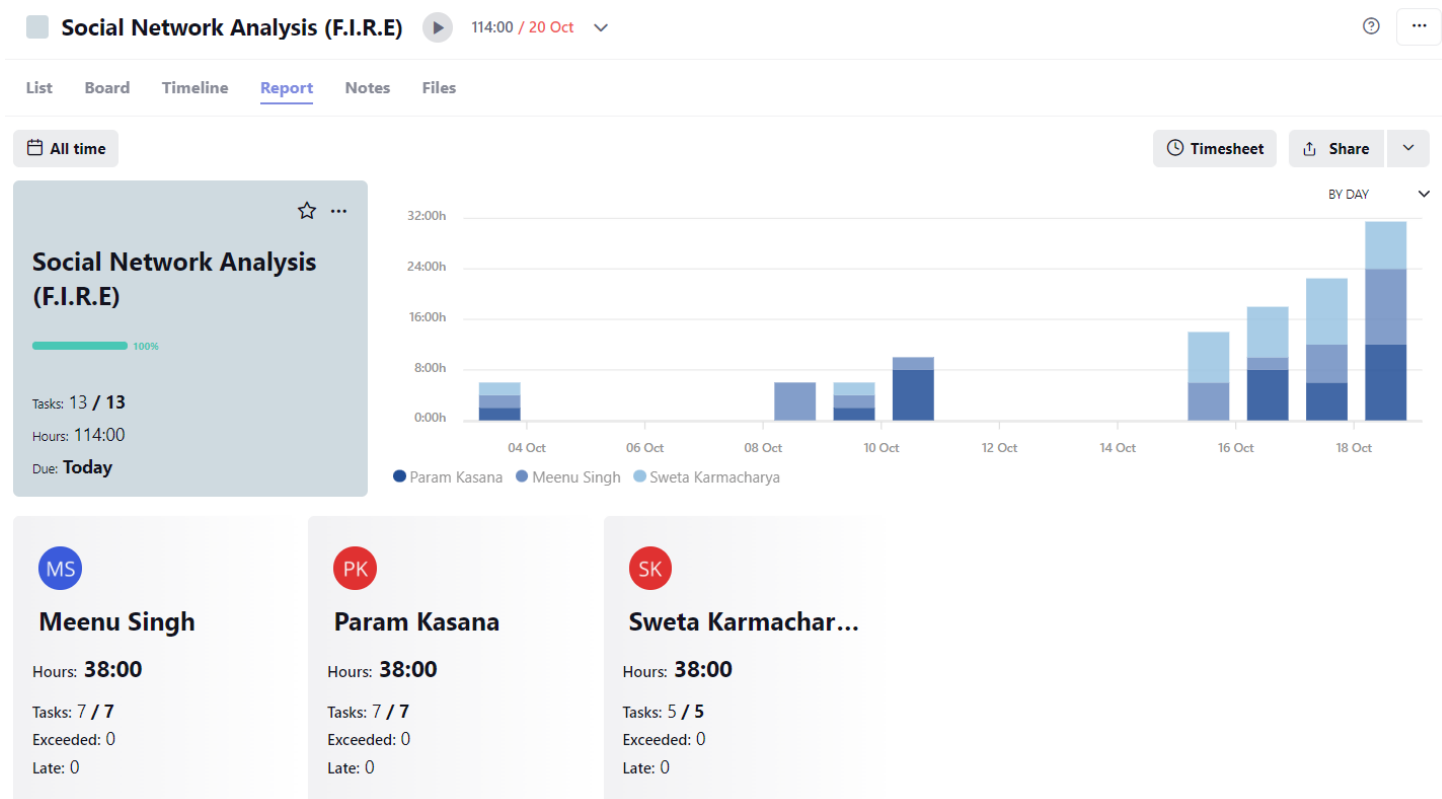 Social Network Analysis (F.I.R.E) 114:00 / 20 Oct
List Board Timeline Report Notes Files
All time Timesheet Share
BY DAY
Social Network Analysis
(F.I.R.E)
100%
Tasks: 13 / 13
Hours: 114:00
Due: Today
32:00h
24:00h
16:00h
8:00h
0:00h
04 Oct 06 Oct 08 Oct 10 Oct 12 Oct 14 Oct 16 Oct 18 Oct
Param Kasana Meenu Singh Sweta Karmacharya
MS
Meenu Singh
Hours: 38:00
Tasks: 7 / 7
Exceeded: 0
Late: 0
PK
Param Kasana
Hours: 38:00
Tasks: 7 / 7
Exceeded: 0
Late: 0
SK
Sweta Karmachar...
Hours: 38:00
Tasks: 5 / 5
Exceeded: 0
Late: 0